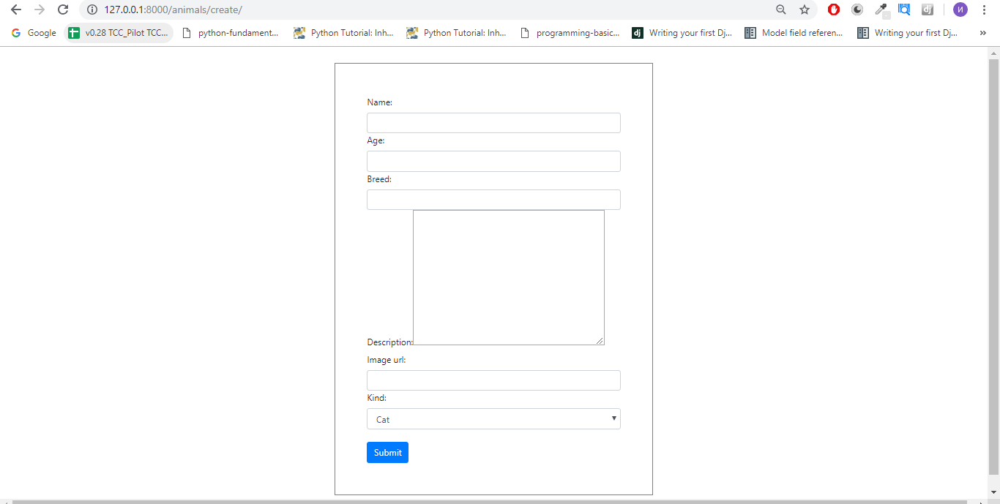 127.0.0.1:8000/animals/create/
И
Google
v0.28 TCC_Pilot TCC...
python-fundament...
Python Tutorial: Inh...
Python Tutorial: Inh...
programming-basic...
dj
Writing your first Dj...
Model field referen...
Writing your first Dj...
»
Name:
Age:
Breed:
Description:
Image url:
Kind:
Cat
Submit